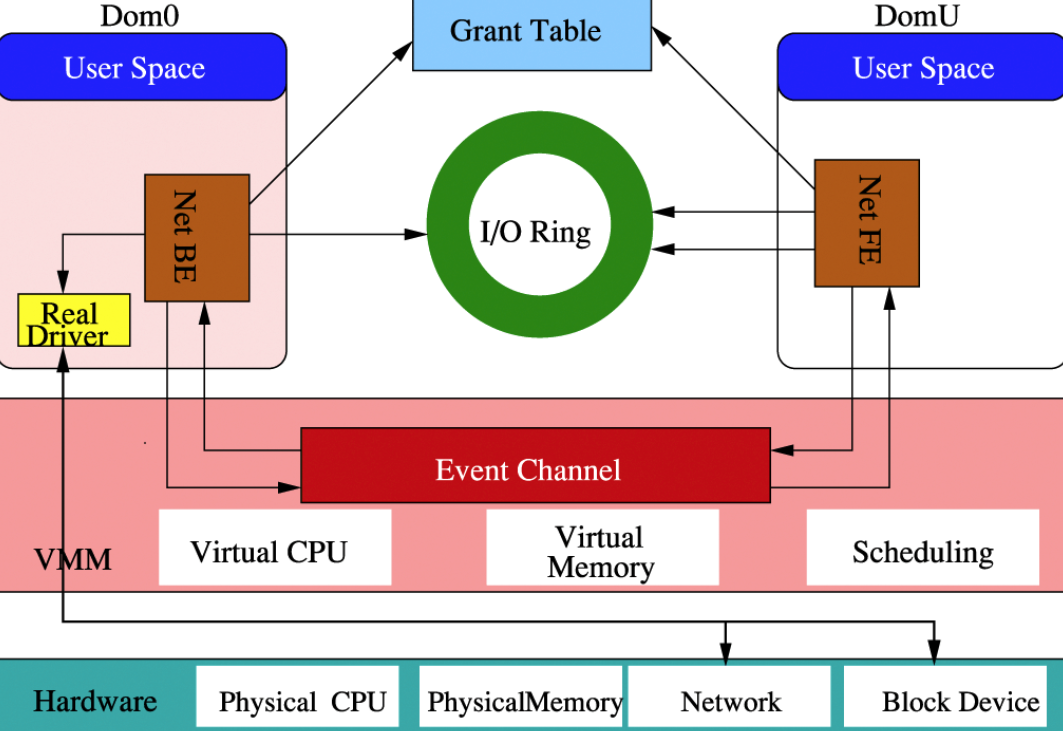 Dom0
DomU
Grant Table
User Space
User Space
Net BE
Net FE
I/O Ring
Real
Driver
Event Channel
VMM
Virtual CPU
Virtual
Memory
Scheduling
Hardware
Physical CPU
PhysicalMemory
Network
Block Device